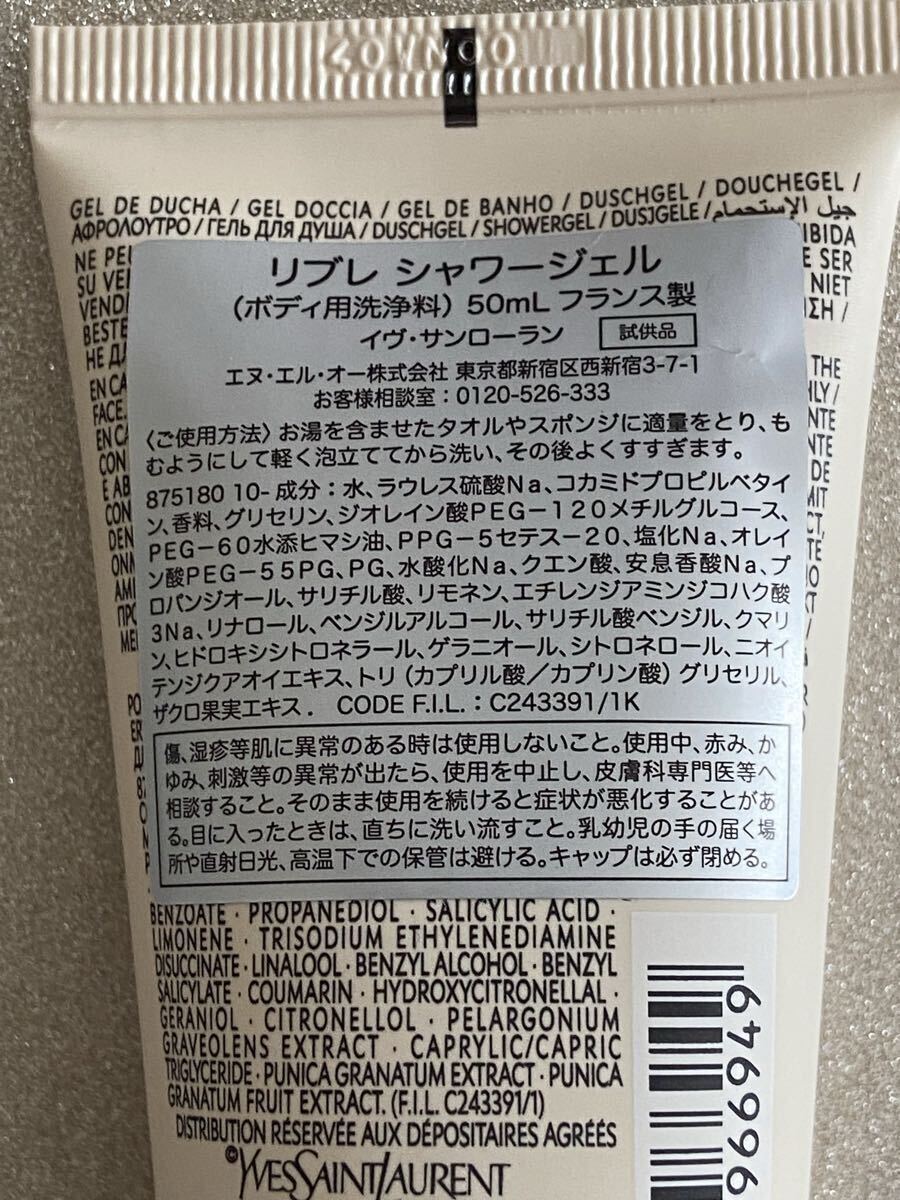 GEL DE DUCHA / GEL DOCCIA / GEL DE BANHO / DUSCHGEL / DOUCHEGEL /
ΑΦΡΟΛΟΥΤΡΟ / ГЕЛЬ ДЛЯ ДУША / DUSCHGEL / SHOWERGEL / DUSJGELE / جيل الإستحمام
リブレ シャワージェル
（ボディ用洗浄料） 50mL フランス製
イヴ・サンローラン 試供品
エヌ・エル・オー株式会社 東京都新宿区西新宿3-7-1
お客様相談室：0120-526-333
〈ご使用方法〉お湯を含ませたタオルやスポンジに適量をとり、も
むようにして軽く泡立ててから洗い、その後よくすすぎます。
875180 10- 成分：水、ラウレス硫酸Na、コカミドプロピルベタイ
ン、香料、グリセリン、ジオレイン酸PEG－120メチルグルコース、
PEG－60水添ヒマシ油、PPG－5セテス－20、塩化Na、オレイ
ン酸PEG－55PG、PG、水酸化Na、クエン酸、安息香酸Na、プ
ロパンジオール、サリチル酸、リモネン、エチレンジアミンジコハク酸
3Na、リナロール、ベンジルアルコール、サリチル酸ベンジル、クマリ
ン、ヒドロキシシトロネラール、ゲラニオール、シトロネロール、ニオイ
テンジクアオイエキス、トリ（カプリル酸／カプリン酸）グリセリル、
ザクロ果実エキス． CODE F.I.L.：C243391/1K
傷、湿疹等肌に異常のある時は使用しないこと。使用中、赤み、か
ゆみ、刺激等の異常が出たら、使用を中止し、皮膚科専門医等へ
相談すること。そのまま使用を続けると症状が悪化することがあ
る。目に入ったときは、直ちに洗い流すこと。乳幼児の手の届く場
所や直射日光、高温下での保管は避ける。キャップは必ず閉める。
BENZOATE · PROPANEDIOL · SALICYLIC ACID ·
LIMONENE · TRISODIUM ETHYLENEDIAMINE
DISUCCINATE · LINALOOL · BENZYL ALCOHOL · BENZYL
SALICYLATE · COUMARIN · HYDROXYCITRONELLAL ·
GERANIOL · CITRONELLOL · PELARGONIUM
GRAVEOLENS EXTRACT · CAPRYLIC/CAPRIC
TRIGLYCERIDE · PUNICA GRANATUM EXTRACT · PUNICA
GRANATUM FRUIT EXTRACT. (F.I.L. C243391/1)
DISTRIBUTION RÉSERVÉE AUX DÉPOSITAIRES AGRÉÉS
©YVESSAINTLAURENT